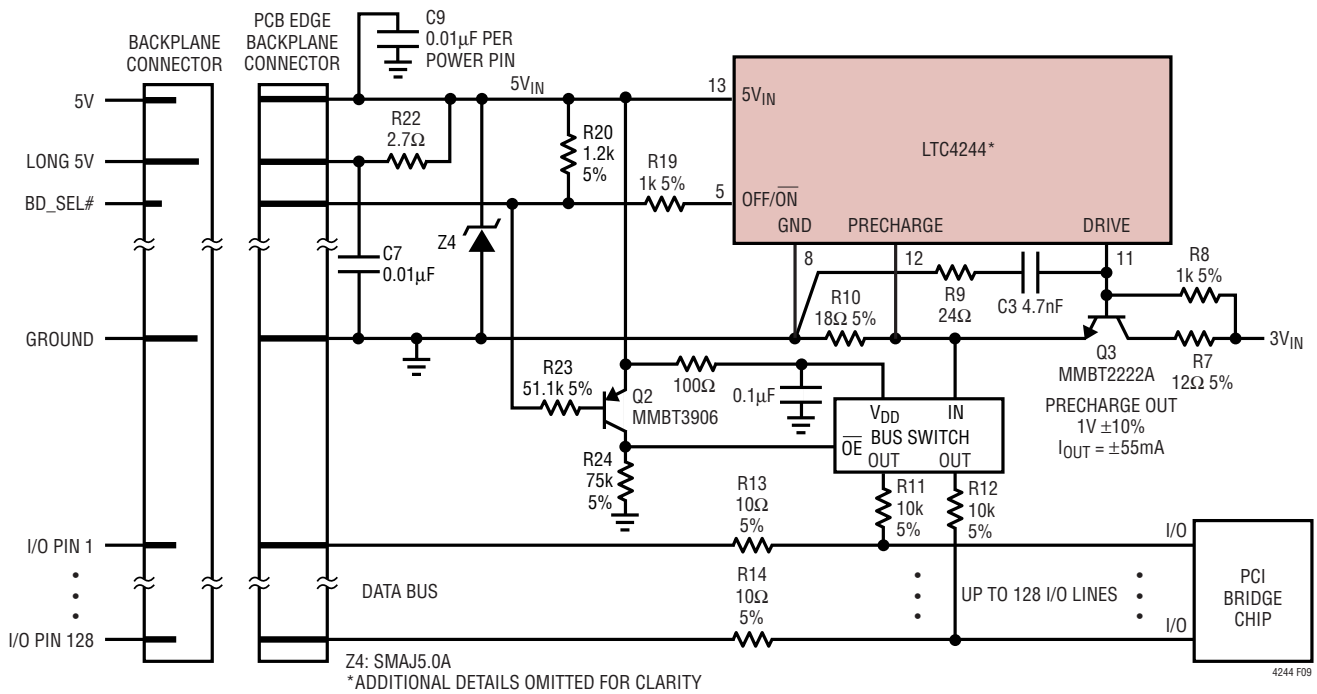 BACKPLANE
CONNECTOR
PCB EDGE
BACKPLANE
CONNECTOR
C9
0.01µF PER
POWER PIN
5V
LONG 5V
BD_SEL#
GROUND
I/O PIN 1
I/O PIN 128
R22
2.7Ω
C7
0.01µF
Z4
5VIN
R20
1.2k
5%
R19
1k 5%
13
5VIN
LTC4244*
5
OFF/ON
GND
PRECHARGE
DRIVE
8
12
11
R10
18Ω 5%
R9
24Ω
C3 4.7nF
R8
1k 5%
Q3
MMBT2222A
R7
12Ω 5%
3VIN
PRECHARGE OUT
1V ±10%
IOUT = ±55mA
R23
51.1k 5%
Q2
MMBT3906
100Ω
0.1µF
VDD
IN
BUS SWITCH
OE
OUT
OUT
R24
75k
5%
R13
10Ω
5%
R11
10k
5%
R12
10k
5%
R14
10Ω
5%
DATA BUS
UP TO 128 I/O LINES
I/O
I/O
PCI
BRIDGE
CHIP
Z4: SMAJ5.0A
*ADDITIONAL DETAILS OMITTED FOR CLARITY
4244 F09